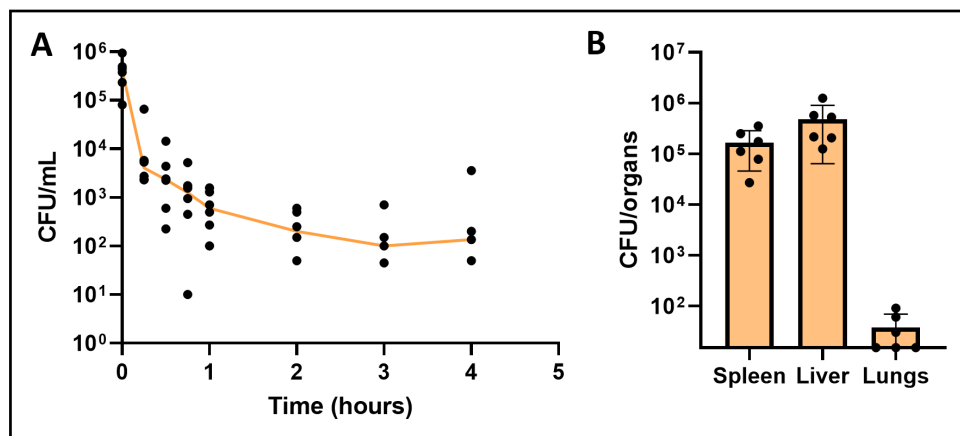 A
CFU/mL
10⁶
10⁵
10⁴
10³
10²
10¹
10⁰
0 1 2 3 4 5
Time (hours)
B
CFU/organs
10⁷
10⁶
10⁵
10⁴
10³
10²
Spleen Liver Lungs